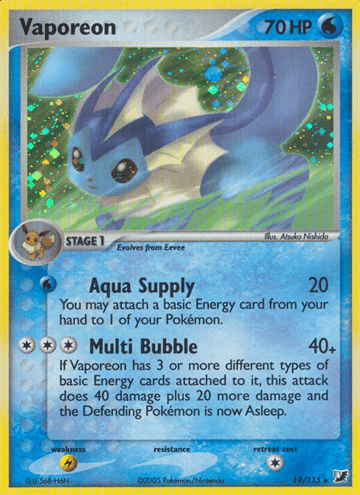 Vaporeon 70 HP
Illus. Atsuko Nishida
STAGE 1
Evolves from Eevee
Aqua Supply 20
You may attach a basic Energy card from your
hand to 1 of your Pokémon.
Multi Bubble 40+
If Vaporeon has 3 or more different types of
basic Energy cards attached to it, this attack
does 40 damage plus 20 more damage and
the Defending Pokémon is now Asleep.
weakness resistance retreat cost
GU 568-H6N ©2005 Pokémon/Nintendo 19/115 ★